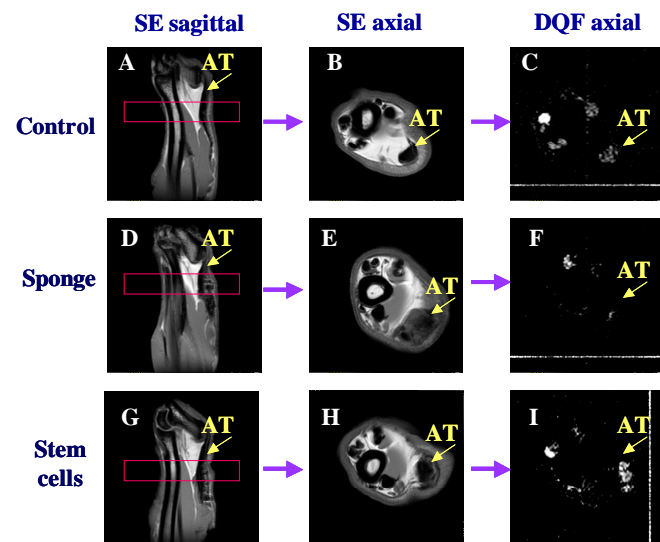 SE sagittal SE axial DQF axial
A AT B AT C AT
Control
D AT E AT F AT
Sponge
G AT H AT I AT
Stem
cells